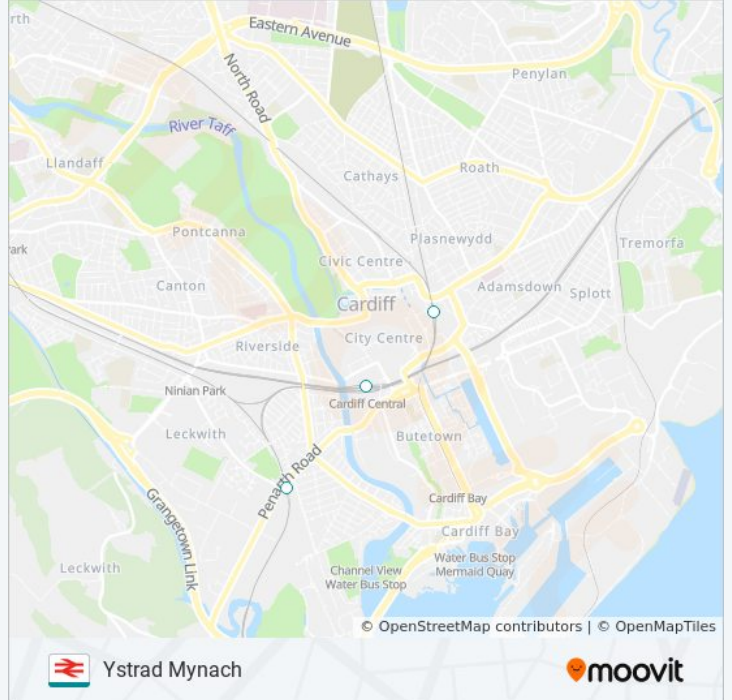 rth
Eastern Avenue
North Road
Penylan
River Taff
Llandaff
Cathays
Roath
Pontcanna
Plasnewydd
ark
Tremorfa
Civic Centre
Canton
Adamsdown
Splott
Cardiff
City Centre
Riverside
Ninian Park
Cardiff Central
Leckwith
Butetown
Penarth Road
Cardiff Bay
Grangetown Link
Cardiff Bay
Water Bus Stop
Mermaid Quay
Leckwith
Channel View
Water Bus Stop
© OpenStreetMap contributors | © OpenMapTiles
Ystrad Mynach
moovit